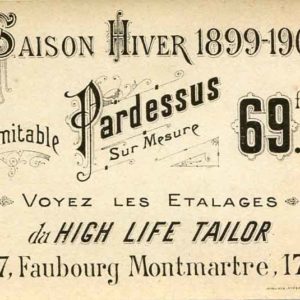 SAISON HIVER 1899-190
mitable Pardessus Sur Mesure 69.f
VOYEZ LES ETALAGES
du HIGH LIFE TAILOR
7, Faubourg Montmartre, 17